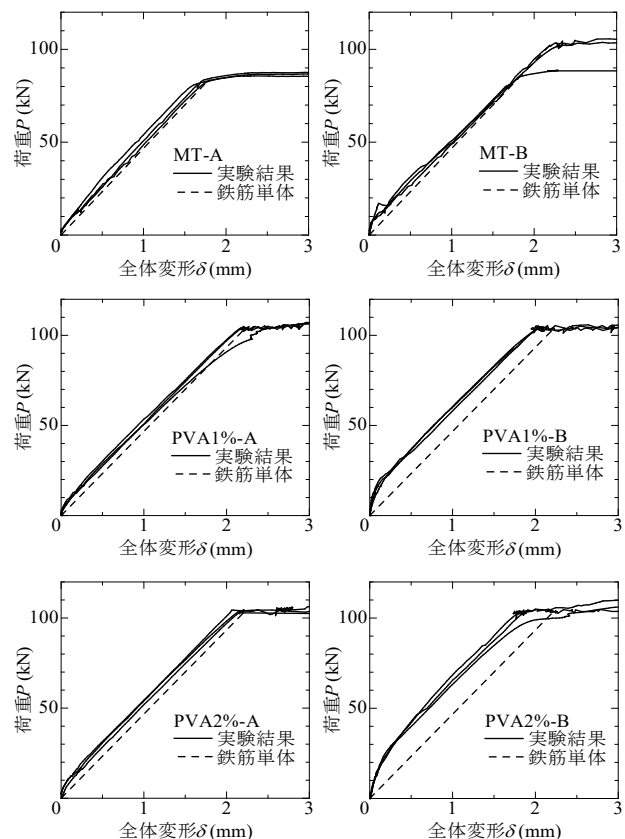 100
50
0
荷重P (kN)
MT-A
実験結果
鉄筋単体
0 1 2 3
全体変形δ (mm)
100
50
0
荷重P (kN)
MT-B
実験結果
鉄筋単体
0 1 2 3
全体変形δ (mm)
100
50
0
荷重P (kN)
PVA1%-A
実験結果
鉄筋単体
0 1 2 3
全体変形δ (mm)
100
50
0
荷重P (kN)
PVA1%-B
実験結果
鉄筋単体
0 1 2 3
全体変形δ (mm)
100
50
0
荷重P (kN)
PVA2%-A
実験結果
鉄筋単体
0 1 2 3
全体変形δ (mm)
100
50
0
荷重P (kN)
PVA2%-B
実験結果
鉄筋単体
0 1 2 3
全体変形δ (mm)